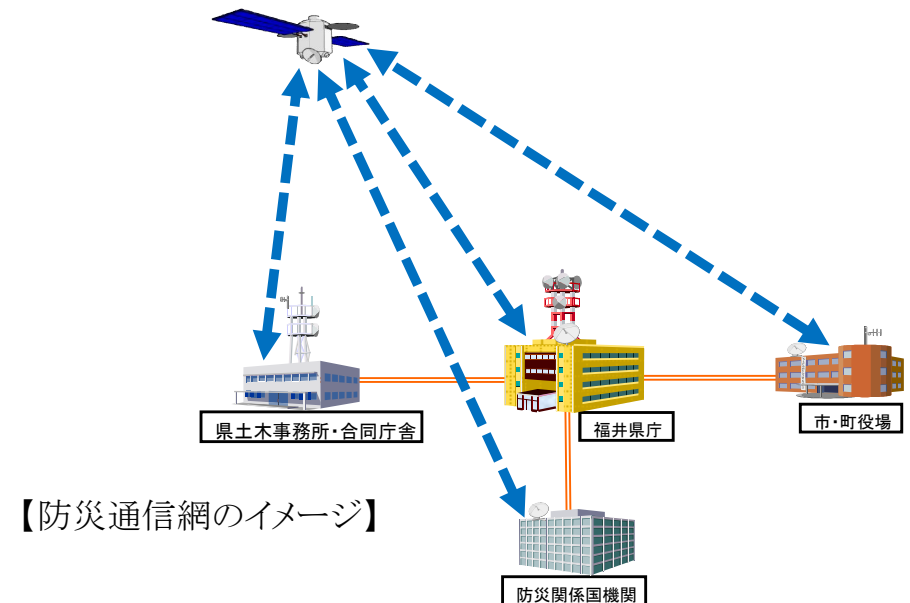 県土木事務所・合同庁舎
福井県庁
市・町役場
【防災通信網のイメージ】
防災関係国機関